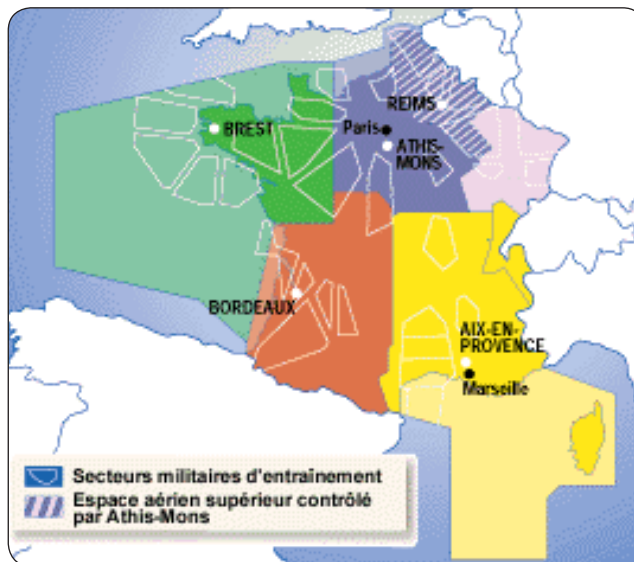 REIMS
BREST
Paris
ATHIS-
MONS
BORDEAUX
AIX-EN-
PROVENCE
Marseille
Secteurs militaires d'entraînement
Espace aérien supérieur contrôlé
par Athis-Mons